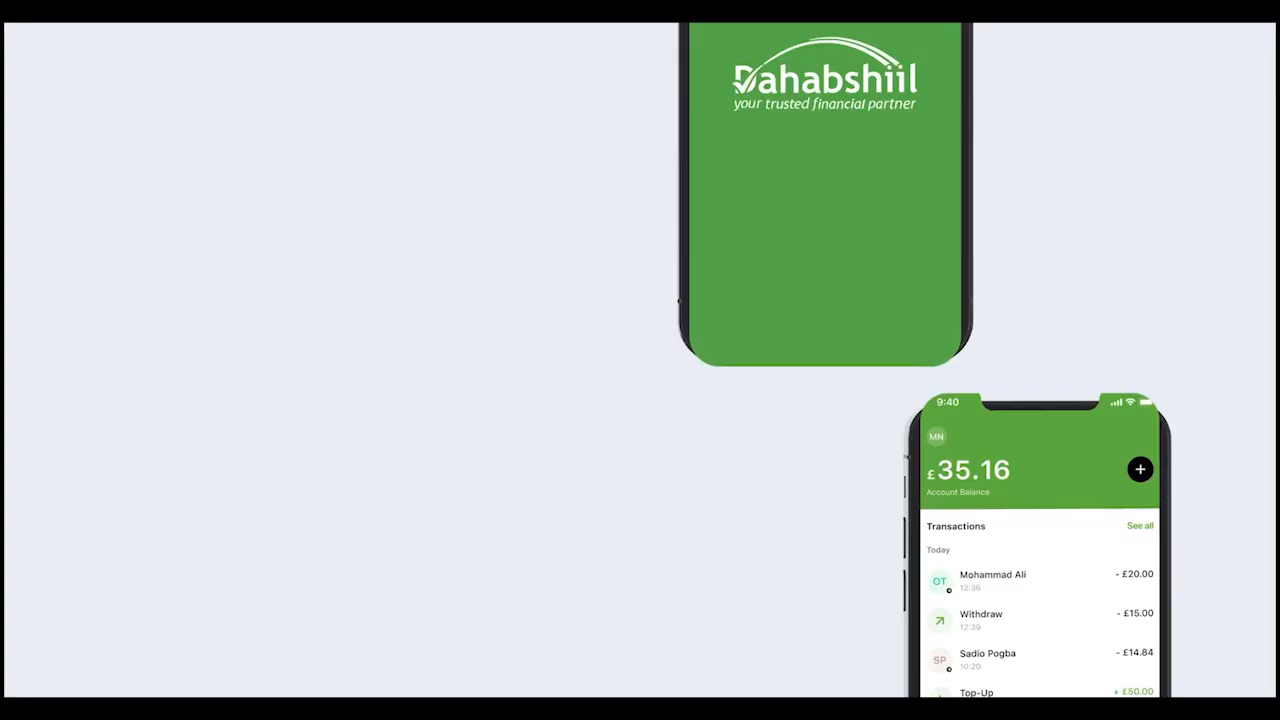 Dahabshiil
your trusted financial partner
9:40
MN
£35.16
Account Balance
Transactions See all
Today
OT Mohammad Ali - £20.00
12:36
Withdraw - £15.00
12:39
SP Sadio Pogba - £14.84
10:20
Top-Up + £50.00